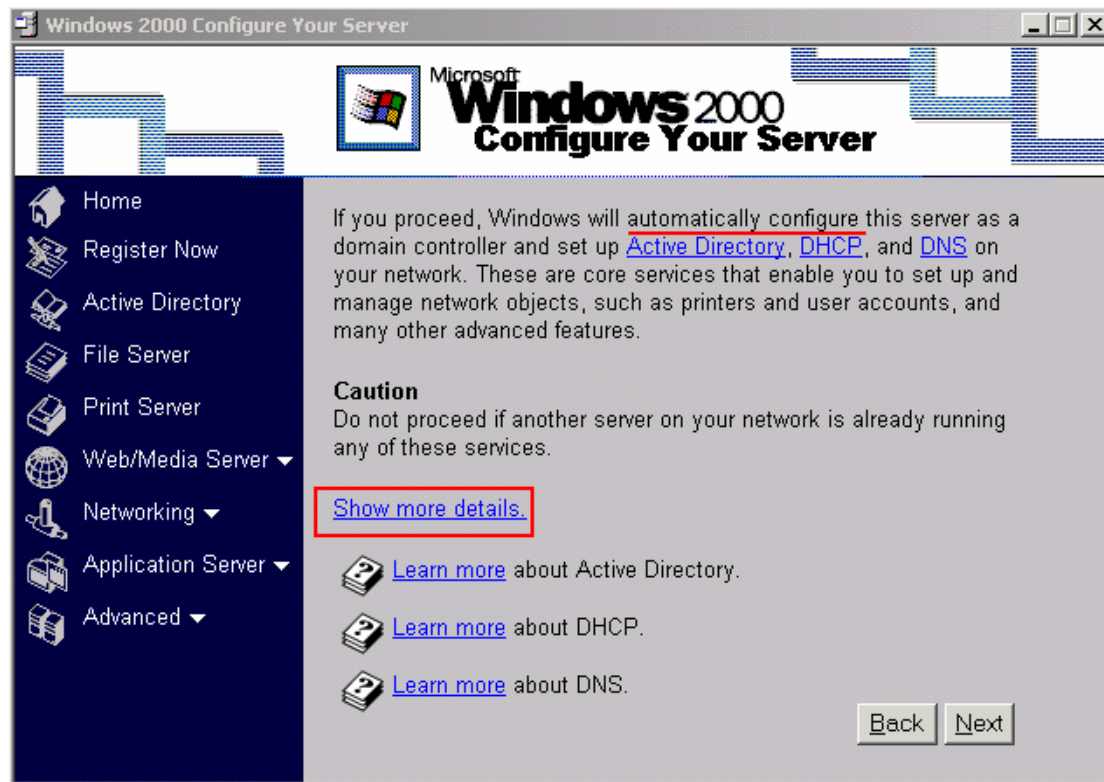 Windows 2000 Configure Your Server
Microsoft
Windows 2000
Configure Your Server
Home
Register Now
Active Directory
File Server
Print Server
Web/Media Server
Networking
Application Server
Advanced
If you proceed, Windows will automatically configure this server as a
domain controller and set up Active Directory, DHCP, and DNS on
your network. These are core services that enable you to set up and
manage network objects, such as printers and user accounts, and
many other advanced features.
Caution
Do not proceed if another server on your network is already running
any of these services.
Show more details.
Learn more about Active Directory.
Learn more about DHCP.
Learn more about DNS.
Back Next